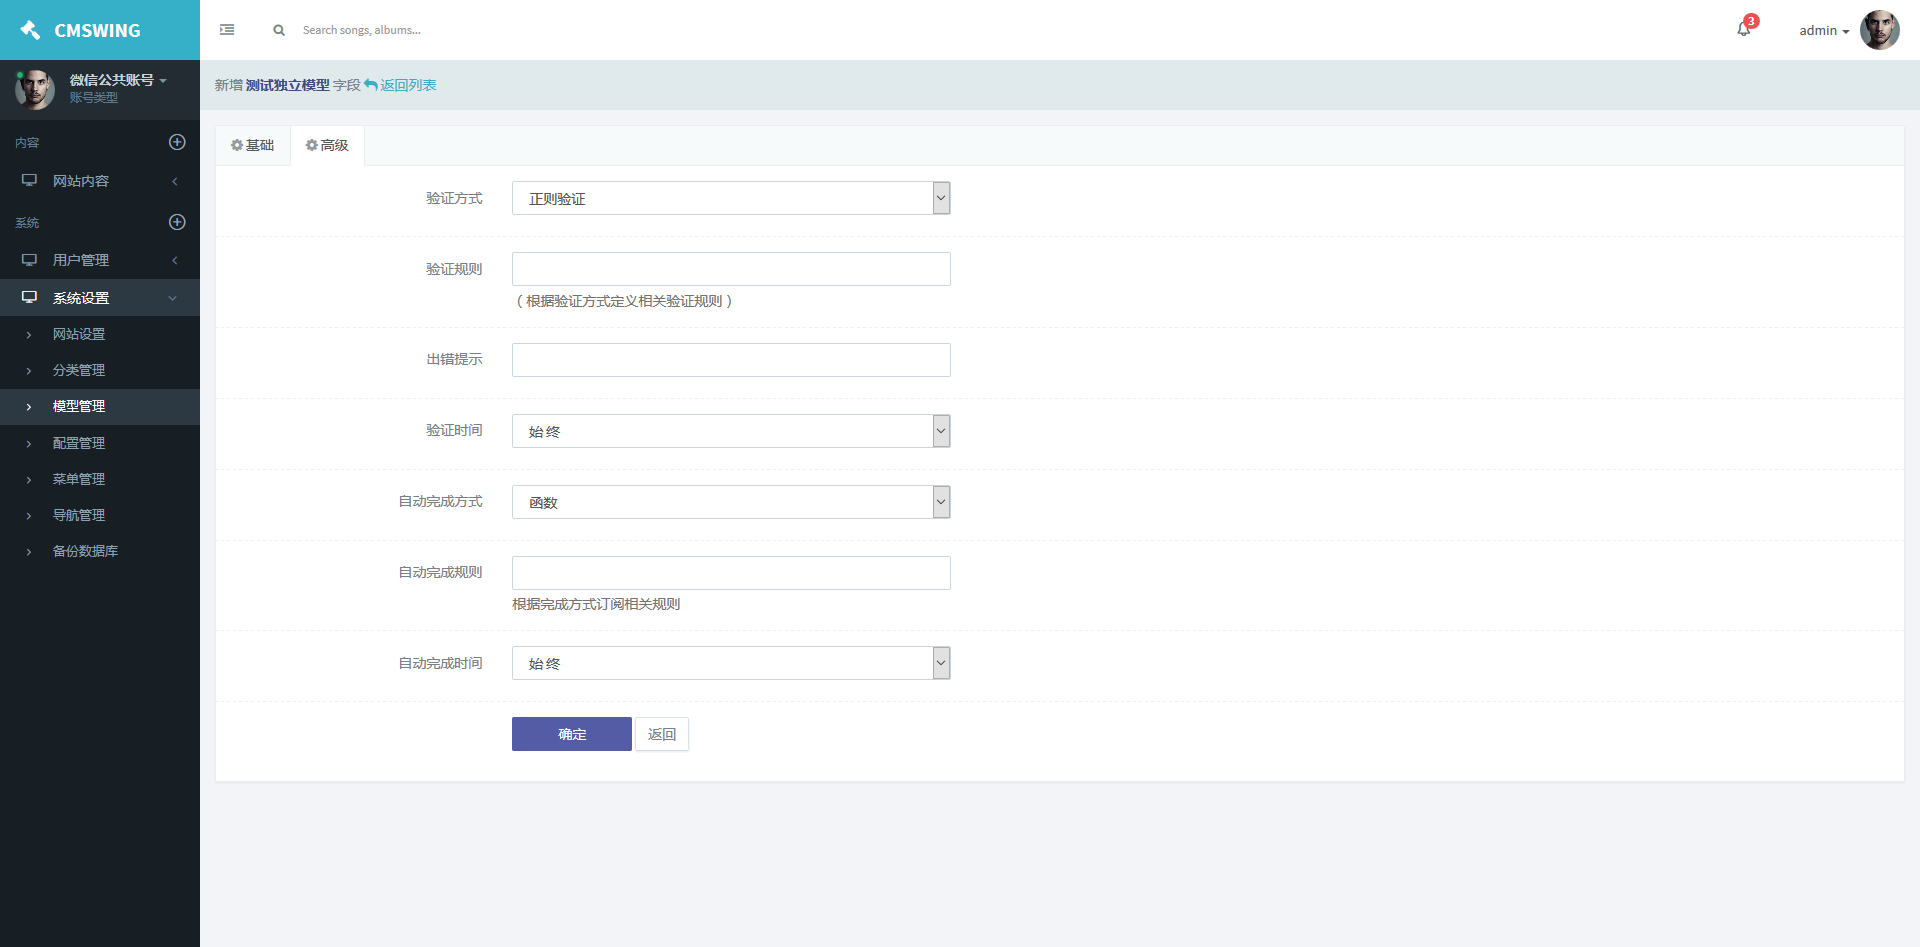 CMSWING
Search songs, albums...
3
admin
微信公共账号
账号类型
新增 测试独立模型 字段 返回列表
内容
网站内容
系统
用户管理
系统设置
网站设置
分类管理
模型管理
配置管理
菜单管理
导航管理
备份数据库
基础
高级
验证方式
正则验证
验证规则
（根据验证方式定义相关验证规则）
出错提示
验证时间
始 终
自动完成方式
函数
自动完成规则
根据完成方式订阅相关规则
自动完成时间
始 终
确定
返回